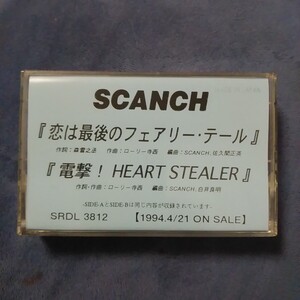 SCANCH
『恋は最後のフェアリー・テール』
作詞：森雪之丞 作曲：ローリー寺西 編曲：SCANCH, 佐久間正英
『電撃！HEART STEALER』
作詞・作曲：ローリー寺西 編曲：SCANCH, 白井良明
-SIDE-AとSIDE-Bは同じ内容が収録されています-
SRDL 3812 【1994.4/21 ON SALE】